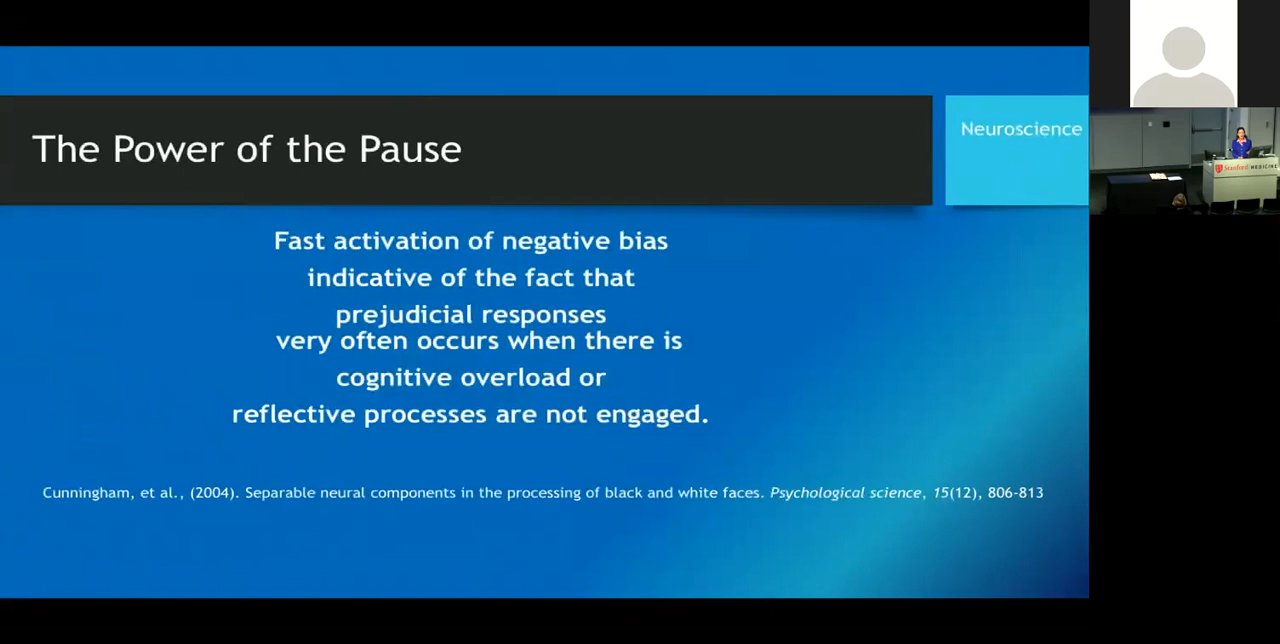 The Power of the Pause
Neuroscience
Fast activation of negative bias
indicative of the fact that
prejudicial responses
very often occurs when there is
cognitive overload or
reflective processes are not engaged.
Cunningham, et al., (2004). Separable neural components in the processing of black and white faces. Psychological science, 15(12), 806-813
Stanford MEDICINE